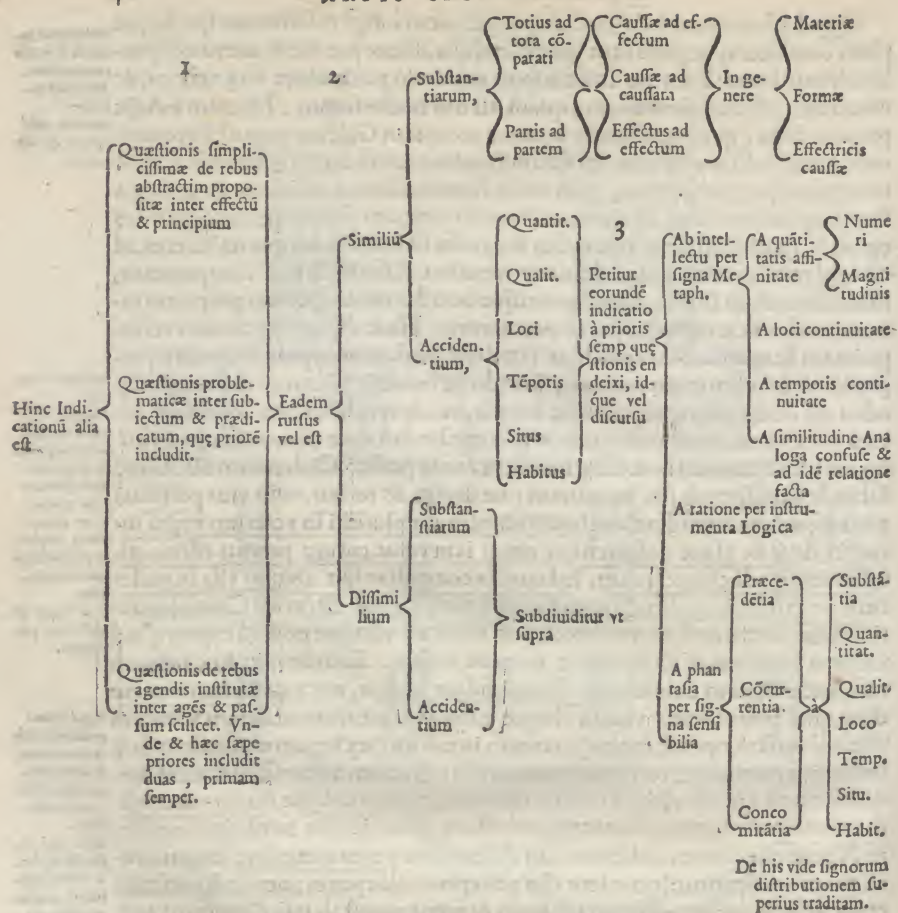 1
2
3
Hinc Indi-
cationū alia
est
Quæstionis simpli-
cissimæ de rebus
abstractim propo-
sitæ inter effectū
& principium
Quæstionis proble-
maticæ inter sub-
iectum & prædi-
catum, quę priorē
includit.
Quæstionis de rebus
agendis institutæ
inter agēs & pas-
sum scilicet. Vn-
de & hæc sæpe
priores includit
duas , primam
semper.
Eadem
rursus
vel est
Similiū
Substan-
tiarum,
Totius ad
tota cō-
parati
Partis ad
partem
Caussæ ad ef-
fectum
Caussæ ad
caussam
Effectus ad
effectum
In ge-
nere
Materiæ
Formæ
Effectricis
caussæ
Acciden-
tium,
Quantit.
Qualit.
Loci
Tēpotis
Situs
Habitus
Petitur
eorundē
indicatio
à prioris
semp quę
stionis en
deixi, id-
que vel
discursu
Ab intel-
lectu per
signa Me
taph.
A quāti-
tatis affi-
nitate
Nume
ri
Magni
tudinis
A loci continuitate
A tempotis conti-
nuitate
A similitudine Ana
loga confuse &
ad idē relatione
facta
A ratione per instru-
menta Logica
A phan
tasia
per sig-
na sensi
bilia
Præce-
dētia
Cōcur-
rentia.
Conco
mitātia
à
Substā-
tia
Quan-
titat.
Qualit.
Loco
Temp.
Situ.
Habit.
Dissimi
lium
Substan-
stiarum
Acciden-
tium
Subdiuiditur vt
supra
De his vide signorum
distributionem su-
perius traditam.